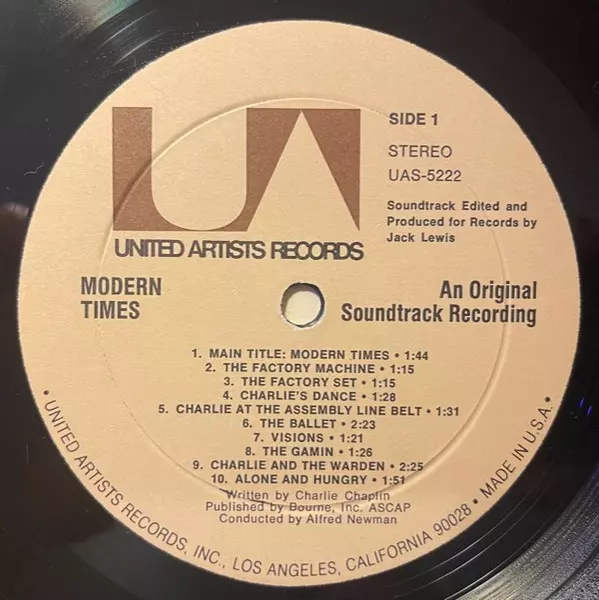 UA
SIDE 1
STEREO
UAS-5222
Soundtrack Edited and
Produced for Records by
Jack Lewis
UNITED ARTISTS RECORDS
MODERN
TIMES
An Original
Soundtrack Recording
1. MAIN TITLE: MODERN TIMES • 1:44
2. THE FACTORY MACHINE • 1:15
3. THE FACTORY SET • 1:15
4. CHARLIE'S DANCE • 1:28
5. CHARLIE AT THE ASSEMBLY LINE BELT • 1:31
6. THE BALLET • 2:23
7. VISIONS • 1:21
8. THE GAMIN • 1:26
9. CHARLIE AND THE WARDEN • 2:25
10. ALONE AND HUNGRY • 1:51
Written by Charlie Chaplin
Published by Bourne, Inc. ASCAP
Conducted by Alfred Newman
• UNITED ARTISTS RECORDS, INC., LOS ANGELES, CALIFORNIA 90028 • MADE IN U.S.A. •